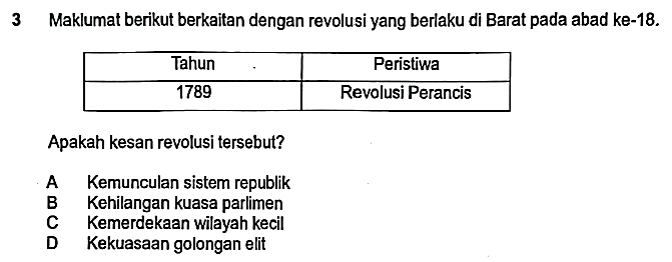 3 Maklumat berikut berkaitan dengan revolusi yang berlaku di Barat pada abad ke-18.
Tahun Peristiwa
1789 Revolusi Perancis
Apakah kesan revolusi tersebut?
A Kemunculan sistem republik
B Kehilangan kuasa parlimen
C Kemerdekaan wilayah kecil
D Kekuasaan golongan elit